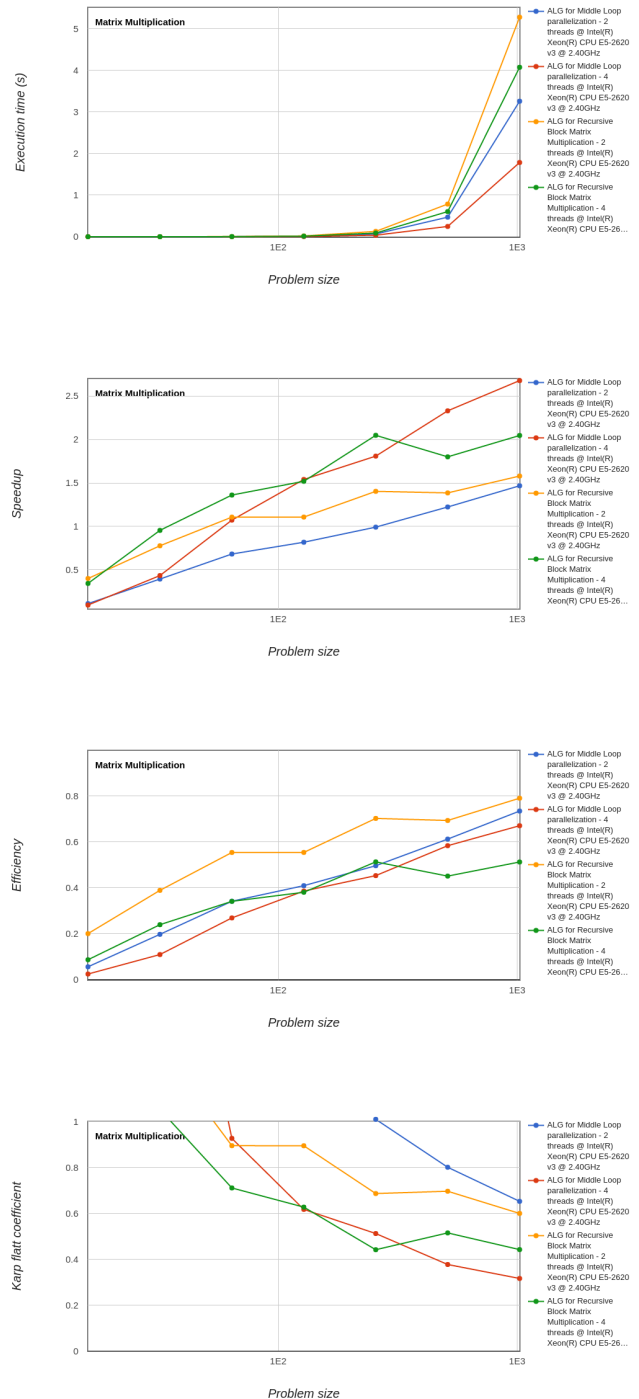 Matrix Multiplication
Execution time (s)
5
4
3
2
1
0
1E2
1E3
Problem size
ALG for Middle Loop
parallelization - 2
threads @ Intel(R)
Xeon(R) CPU E5-2620
v3 @ 2.40GHz
ALG for Middle Loop
parallelization - 4
threads @ Intel(R)
Xeon(R) CPU E5-2620
v3 @ 2.40GHz
ALG for Recursive
Block Matrix
Multiplication - 2
threads @ Intel(R)
Xeon(R) CPU E5-2620
v3 @ 2.40GHz
ALG for Recursive
Block Matrix
Multiplication - 4
threads @ Intel(R)
Xeon(R) CPU E5-26...
Matrix Multiplication
Speedup
2.5
2
1.5
1
0.5
1E2
1E3
Problem size
ALG for Middle Loop
parallelization - 2
threads @ Intel(R)
Xeon(R) CPU E5-2620
v3 @ 2.40GHz
ALG for Middle Loop
parallelization - 4
threads @ Intel(R)
Xeon(R) CPU E5-2620
v3 @ 2.40GHz
ALG for Recursive
Block Matrix
Multiplication - 2
threads @ Intel(R)
Xeon(R) CPU E5-2620
v3 @ 2.40GHz
ALG for Recursive
Block Matrix
Multiplication - 4
threads @ Intel(R)
Xeon(R) CPU E5-26...
Matrix Multiplication
Efficiency
0.8
0.6
0.4
0.2
0
1E2
1E3
Problem size
ALG for Middle Loop
parallelization - 2
threads @ Intel(R)
Xeon(R) CPU E5-2620
v3 @ 2.40GHz
ALG for Middle Loop
parallelization - 4
threads @ Intel(R)
Xeon(R) CPU E5-2620
v3 @ 2.40GHz
ALG for Recursive
Block Matrix
Multiplication - 2
threads @ Intel(R)
Xeon(R) CPU E5-2620
v3 @ 2.40GHz
ALG for Recursive
Block Matrix
Multiplication - 4
threads @ Intel(R)
Xeon(R) CPU E5-26...
Matrix Multiplication
Karp flatt coefficient
1
0.8
0.6
0.4
0.2
0
1E2
1E3
Problem size
ALG for Middle Loop
parallelization - 2
threads @ Intel(R)
Xeon(R) CPU E5-2620
v3 @ 2.40GHz
ALG for Middle Loop
parallelization - 4
threads @ Intel(R)
Xeon(R) CPU E5-2620
v3 @ 2.40GHz
ALG for Recursive
Block Matrix
Multiplication - 2
threads @ Intel(R)
Xeon(R) CPU E5-2620
v3 @ 2.40GHz
ALG for Recursive
Block Matrix
Multiplication - 4
threads @ Intel(R)
Xeon(R) CPU E5-26...